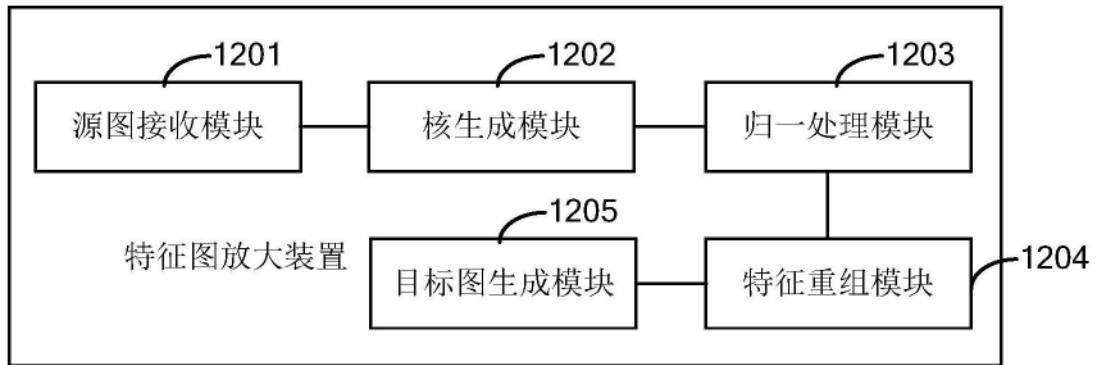 1201
1202
1203
源图接收模块
核生成模块
归一处理模块
1205
特征图放大装置
目标图生成模块
特征重组模块
1204